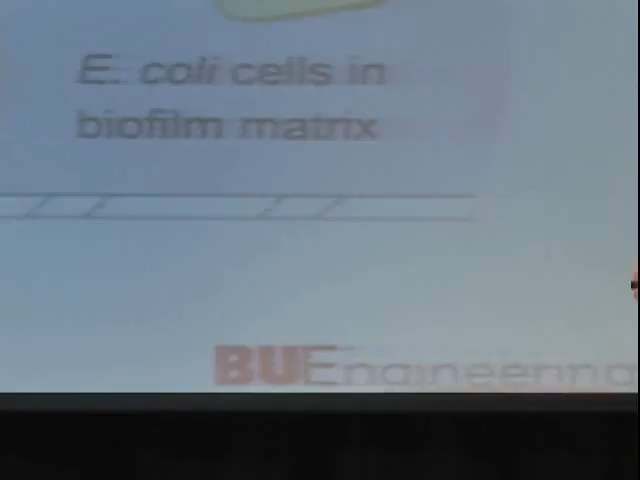 E. coli cells in
biofilm matrix
BUEngineering